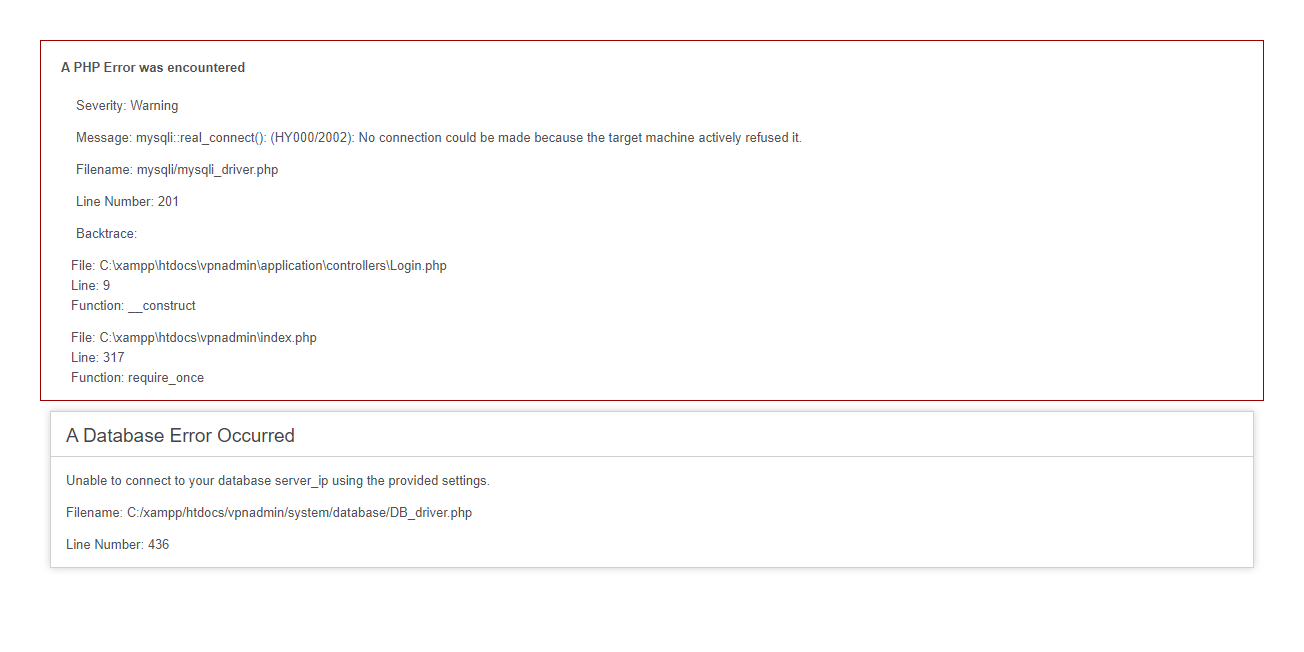 A PHP Error was encountered
Severity: Warning
Message: mysqli::real_connect(): (HY000/2002): No connection could be made because the target machine actively refused it.
Filename: mysqli/mysqli_driver.php
Line Number: 201
Backtrace:
File: C:\xampp\htdocs\vpnadmin\application\controllers\Login.php
Line: 9
Function: __construct
File: C:\xampp\htdocs\vpnadmin\index.php
Line: 317
Function: require_once
A Database Error Occurred
Unable to connect to your database server_ip using the provided settings.
Filename: C:/xampp/htdocs/vpnadmin/system/database/DB_driver.php
Line Number: 436